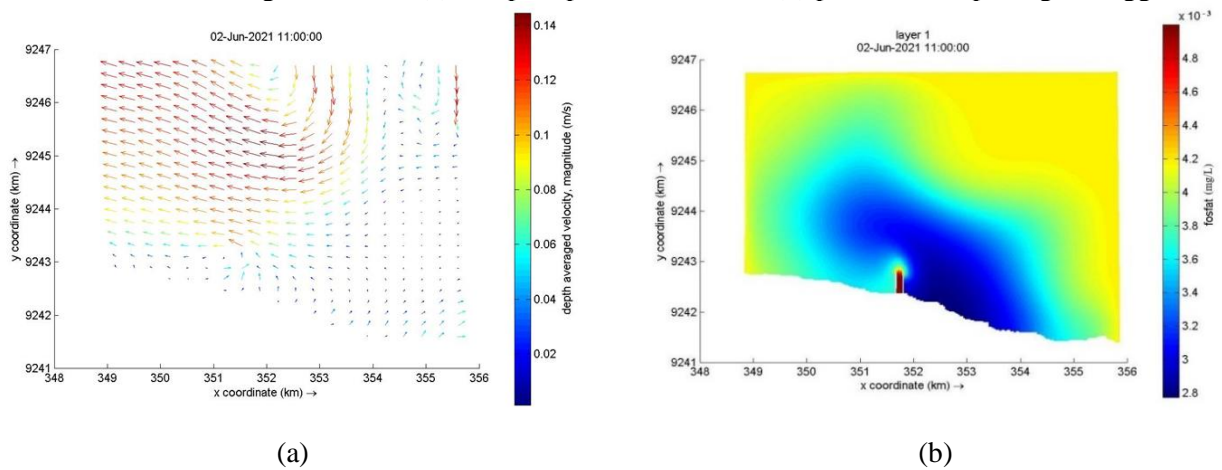 02-Jun-2021 11:00:00
9247
9246
9245
9244
9243
9242
9241
348 349 350 351 352 353 354 355 356
x coordinate (km) →
y coordinate (km) →
0.14
0.12
0.1
0.08
0.06
0.04
0.02
depth averaged velocity, magnitude (m/s)
(a)
layer 1
02-Jun-2021 11:00:00
9247
9246
9245
9244
9243
9242
9241
348 349 350 351 352 353 354 355 356
x coordinate (km) →
y coordinate (km) →
x 10⁻³
4.8
4.6
4.4
4.2
4
3.8
3.6
3.4
3.2
3
2.8
fosfat (mg/L)
(b)